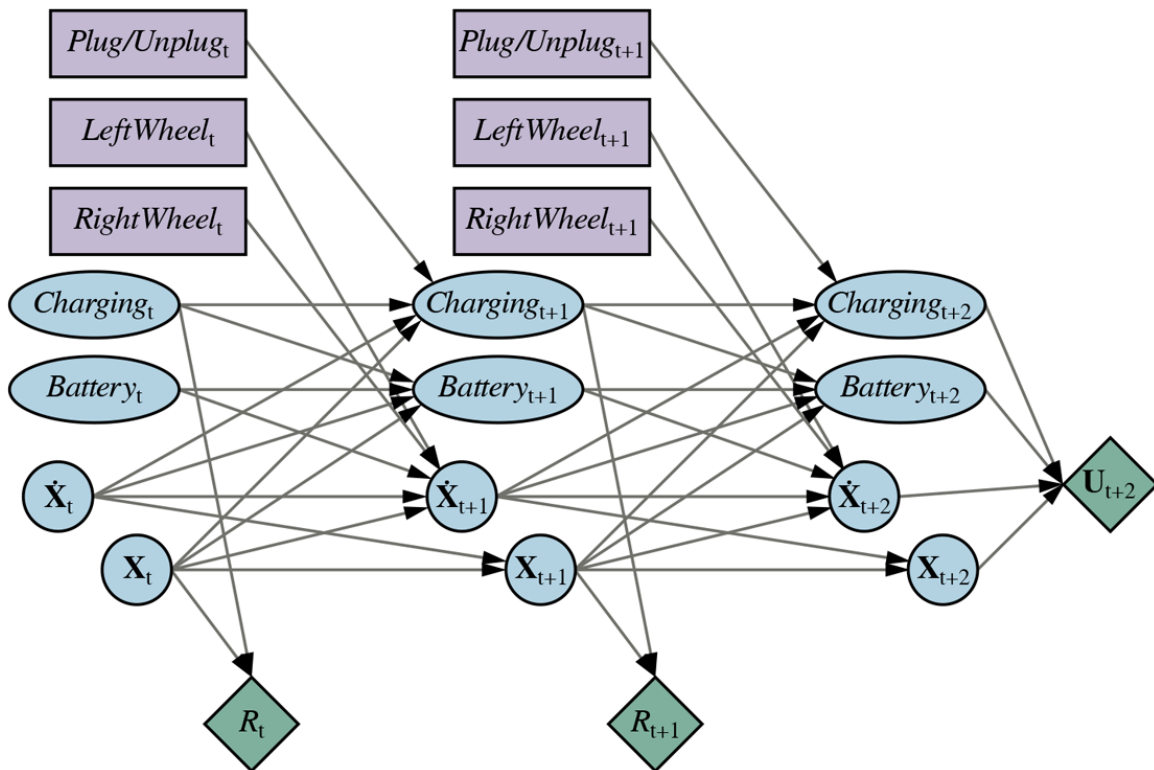 Plug/Unplugₜ
Plug/Unplugₜ₊₁
LeftWheelₜ
LeftWheelₜ₊₁
RightWheelₜ
RightWheelₜ₊₁
Chargingₜ
Chargingₜ₊₁
Chargingₜ₊₂
Batteryₜ
Batteryₜ₊₁
Batteryₜ₊₂
Ẋₜ
Ẋₜ₊₁
Ẋₜ₊₂
Uₜ₊₂
Xₜ
Xₜ₊₁
Xₜ₊₂
Rₜ
Rₜ₊₁